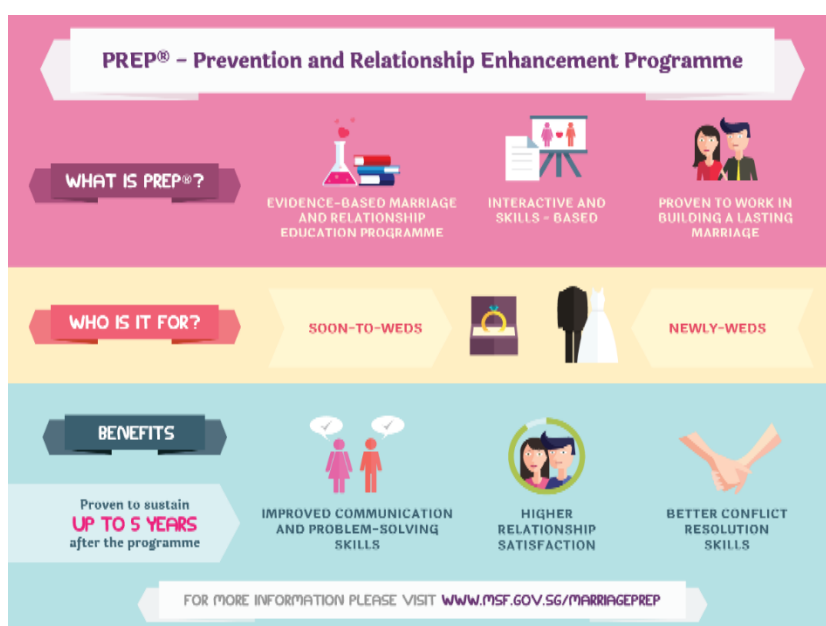 PREP® – Prevention and Relationship Enhancement Programme
WHAT IS PREP®?
EVIDENCE-BASED MARRIAGE
AND RELATIONSHIP
EDUCATION PROGRAMME
INTERACTIVE AND
SKILLS - BASED
PROVEN TO WORK IN
BUILDING A LASTING
MARRIAGE
WHO IS IT FOR?
SOON-TO-WEDS
NEWLY-WEDS
BENEFITS
Proven to sustain
UP TO 5 YEARS
after the programme
IMPROVED COMMUNICATION
AND PROBLEM-SOLVING
SKILLS
HIGHER
RELATIONSHIP
SATISFACTION
BETTER CONFLICT
RESOLUTION
SKILLS
FOR MORE INFORMATION PLEASE VISIT WWW.MSF.GOV.SG/MARRIAGEPREP